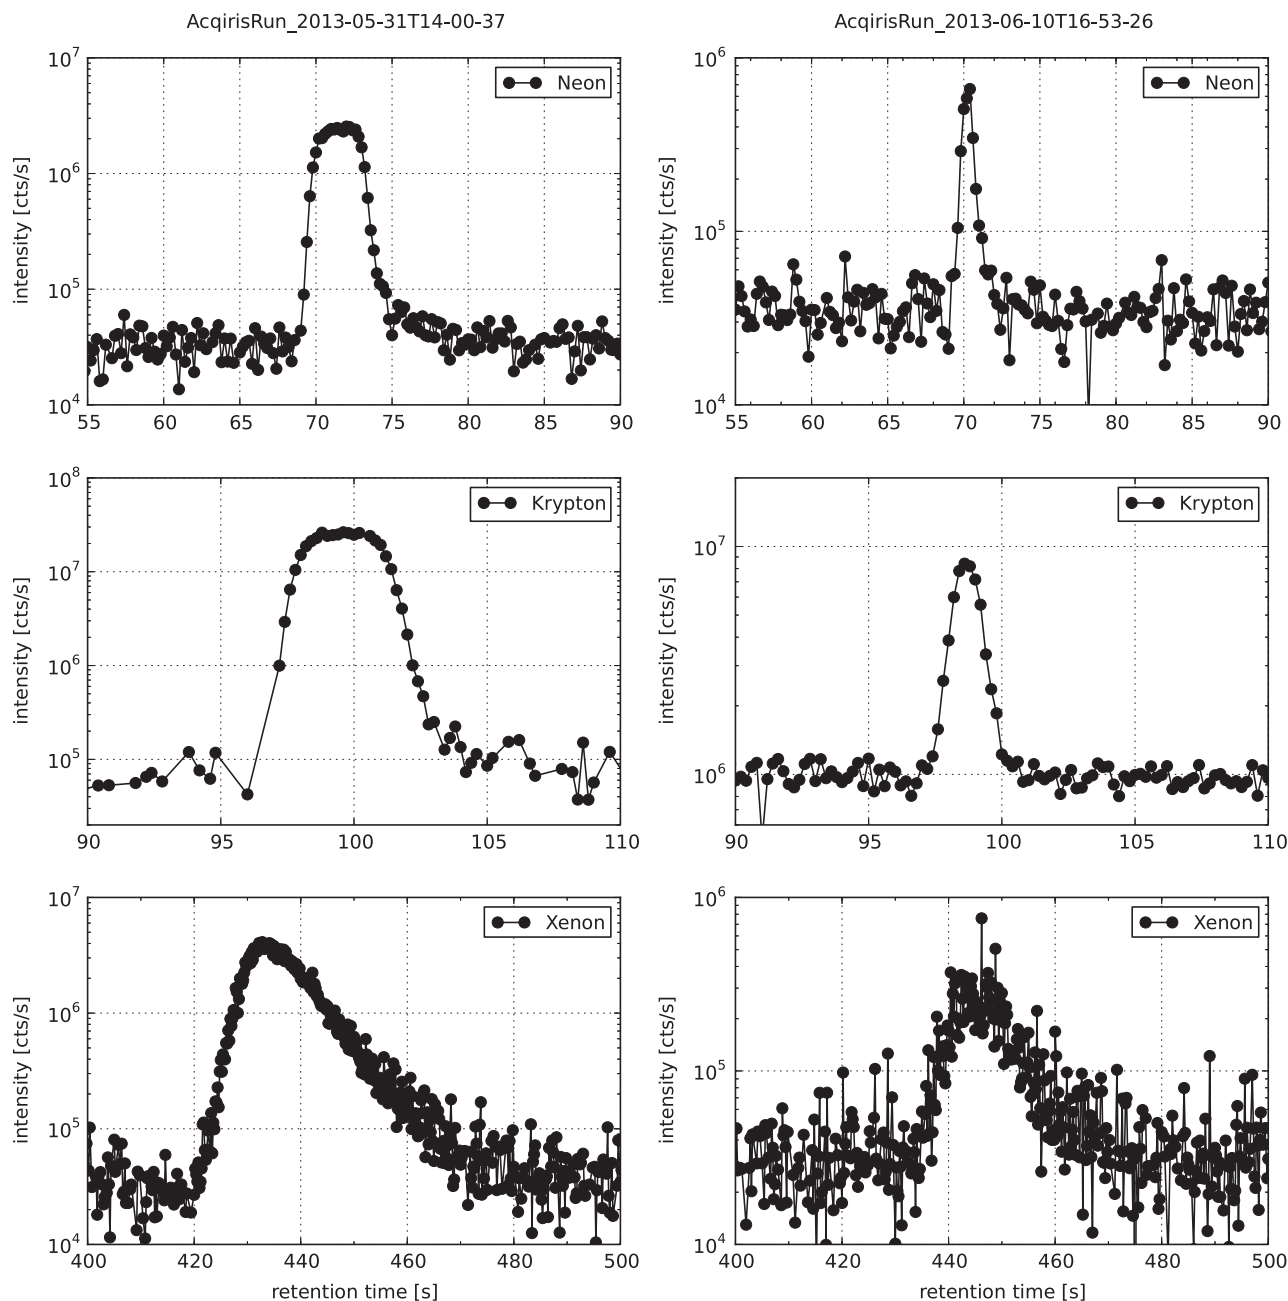 AcqirisRun_2013-05-31T14-00-37
AcqirisRun_2013-06-10T16-53-26
10^7
10^6
10^5
10^4
intensity [cts/s]
Neon
55 60 65 70 75 80 85 90
10^6
10^5
10^4
intensity [cts/s]
Neon
55 60 65 70 75 80 85 90
10^8
10^7
10^6
10^5
intensity [cts/s]
Krypton
90 95 100 105 110
10^7
10^6
intensity [cts/s]
Krypton
90 95 100 105 110
10^7
10^6
10^5
10^4
intensity [cts/s]
Xenon
400 420 440 460 480 500
retention time [s]
10^6
10^5
10^4
intensity [cts/s]
Xenon
400 420 440 460 480 500
retention time [s]